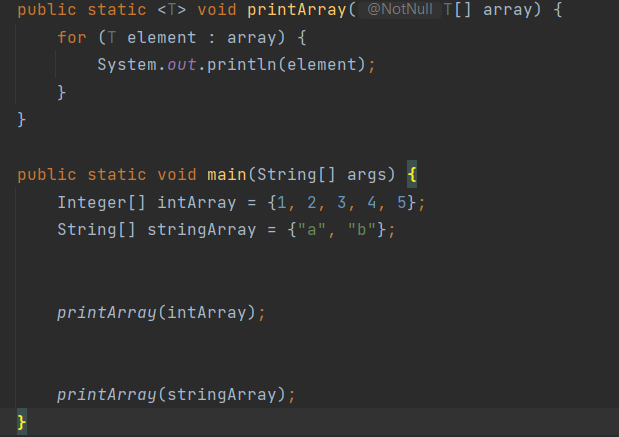 public static <T> void printArray( @NotNull T[] array) {
for (T element : array) {
System.out.println(element);
}
}
public static void main(String[] args) {
Integer[] intArray = {1, 2, 3, 4, 5};
String[] stringArray = {"a", "b"};
printArray(intArray);
printArray(stringArray);
}